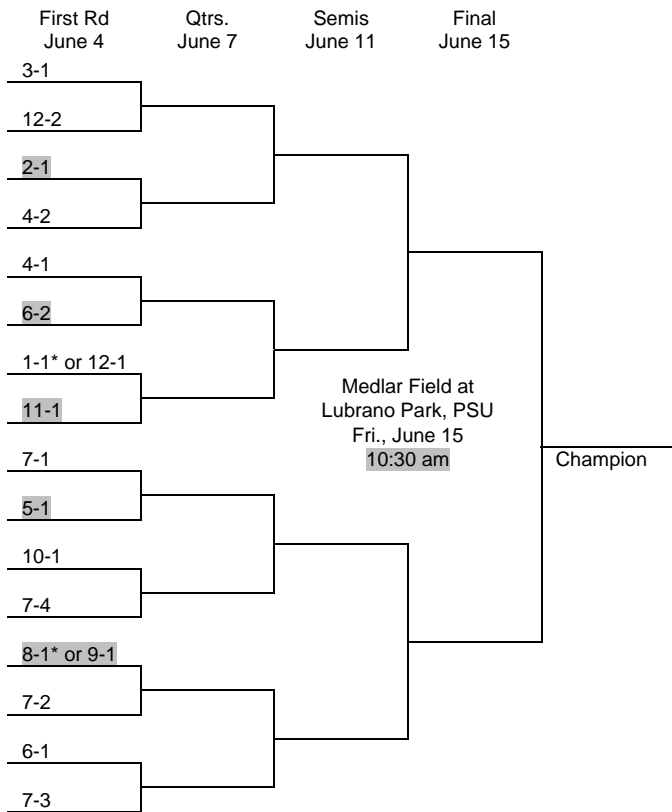 First Rd Qtrs. Semis Final
June 4 June 7 June 11 June 15
3-1
12-2
2-1
4-2
4-1
6-2
1-1* or 12-1
11-1
Medlar Field at
Lubrano Park, PSU
Fri., June 15
10:30 am
Champion
7-1
5-1
10-1
7-4
8-1* or 9-1
7-2
6-1
7-3